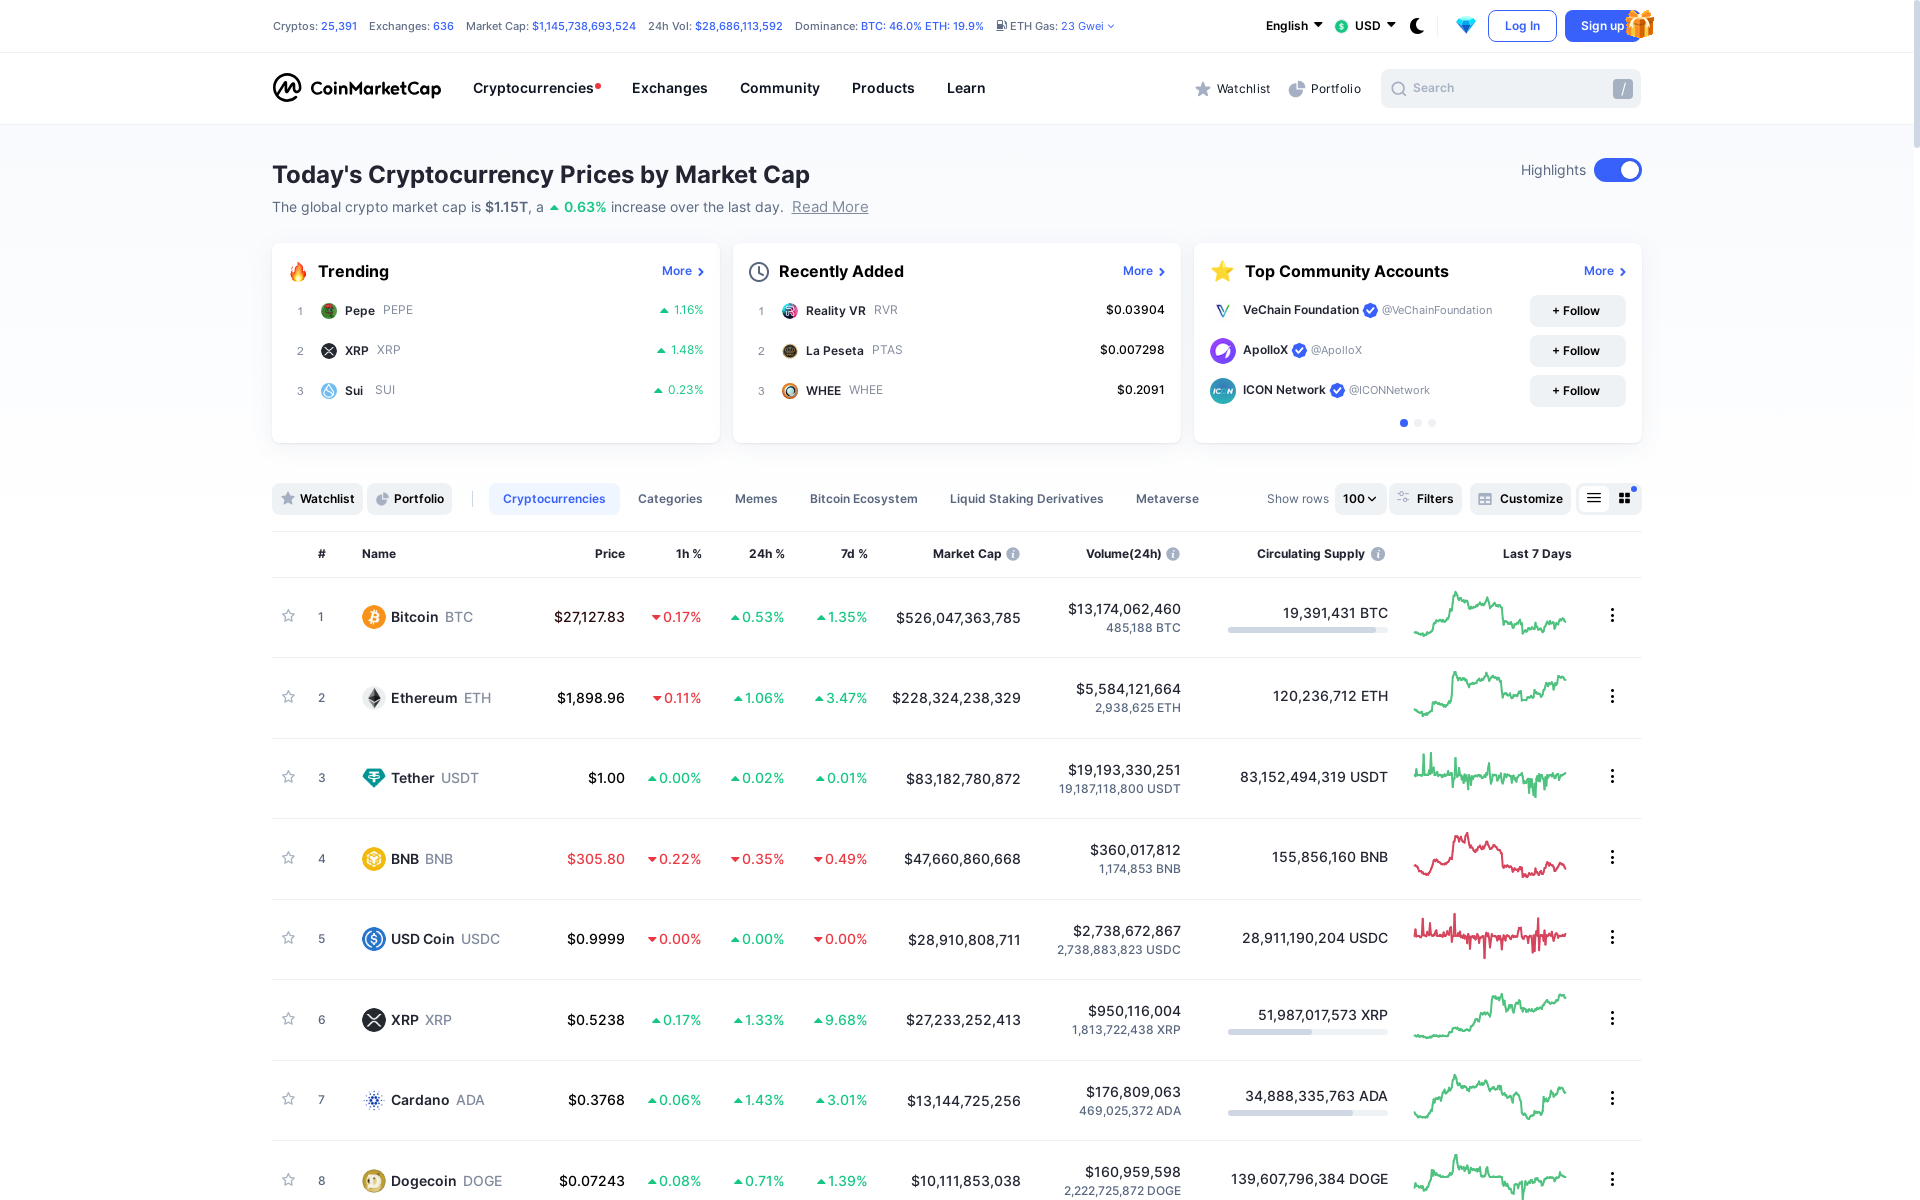 Cryptos: 25,391 Exchanges: 636 Market Cap: $1,145,738,693,524 24h Vol: $28,686,113,592 Dominance: BTC: 46.0% ETH: 19.9% ETH Gas: 23 Gwei English USD Log In Sign up
CoinMarketCap Cryptocurrencies Exchanges Community Products Learn Watchlist Portfolio Search /
Today's Cryptocurrency Prices by Market Cap Highlights
The global crypto market cap is $1.15T, a 0.63% increase over the last day. Read More
Trending More
1 Pepe PEPE 1.16%
2 XRP XRP 1.48%
3 Sui SUI 0.23%
Recently Added More
1 Reality VR RVR $0.03904
2 La Peseta PTAS $0.007298
3 WHEE WHEE $0.2091
Top Community Accounts More
VeChain Foundation @VeChainFoundation + Follow
ApolloX @ApolloX + Follow
ICON ICON Network @ICONNetwork + Follow
Watchlist Portfolio Cryptocurrencies Categories Memes Bitcoin Ecosystem Liquid Staking Derivatives Metaverse Show rows 100 Filters Customize
# Name Price 1h % 24h % 7d % Market Cap Volume(24h) Circulating Supply Last 7 Days
1 Bitcoin BTC $27,127.83 0.17% 0.53% 1.35% $526,047,363,785 $13,174,062,460 19,391,431 BTC
485,188 BTC
2 Ethereum ETH $1,898.96 0.11% 1.06% 3.47% $228,324,238,329 $5,584,121,664 120,236,712 ETH
2,938,625 ETH
3 Tether USDT $1.00 0.00% 0.02% 0.01% $83,182,780,872 $19,193,330,251 83,152,494,319 USDT
19,187,118,800 USDT
4 BNB BNB $305.80 0.22% 0.35% 0.49% $47,660,860,668 $360,017,812 155,856,160 BNB
1,174,853 BNB
5 USD Coin USDC $0.9999 0.00% 0.00% 0.00% $28,910,808,711 $2,738,672,867 28,911,190,204 USDC
2,738,883,823 USDC
6 XRP XRP $0.5238 0.17% 1.33% 9.68% $27,233,252,413 $950,116,004 51,987,017,573 XRP
1,813,722,438 XRP
7 Cardano ADA $0.3768 0.06% 1.43% 3.01% $13,144,725,256 $176,809,063 34,888,335,763 ADA
469,025,372 ADA
8 Dogecoin DOGE $0.07243 0.08% 0.71% 1.39% $10,111,853,038 $160,959,598 139,607,796,384 DOGE
2,222,725,872 DOGE